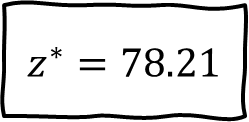 z* = 78.21